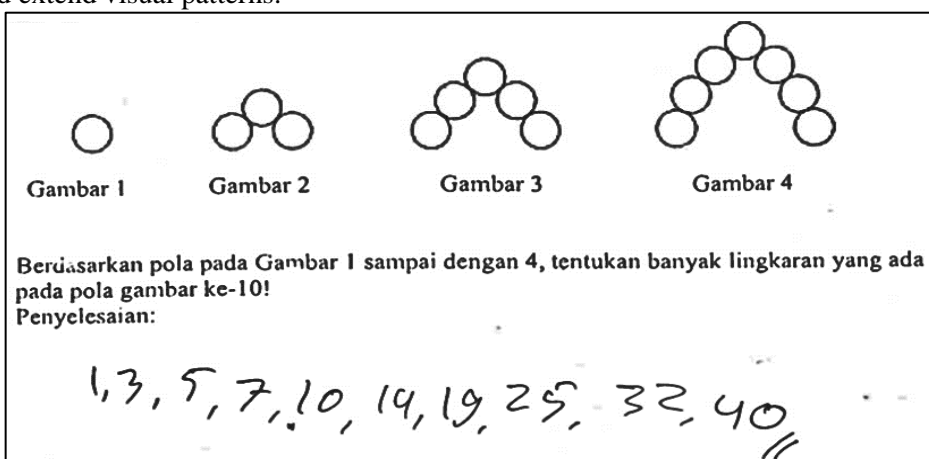 d extend visual patterns.
Gambar 1 Gambar 2 Gambar 3 Gambar 4
Berdasarkan pola pada Gambar 1 sampai dengan 4, tentukan banyak lingkaran yang ada
pada pola gambar ke-10!
Penyelesaian:
1, 3, 5, 7, 10, 14, 19, 25, 32, 40